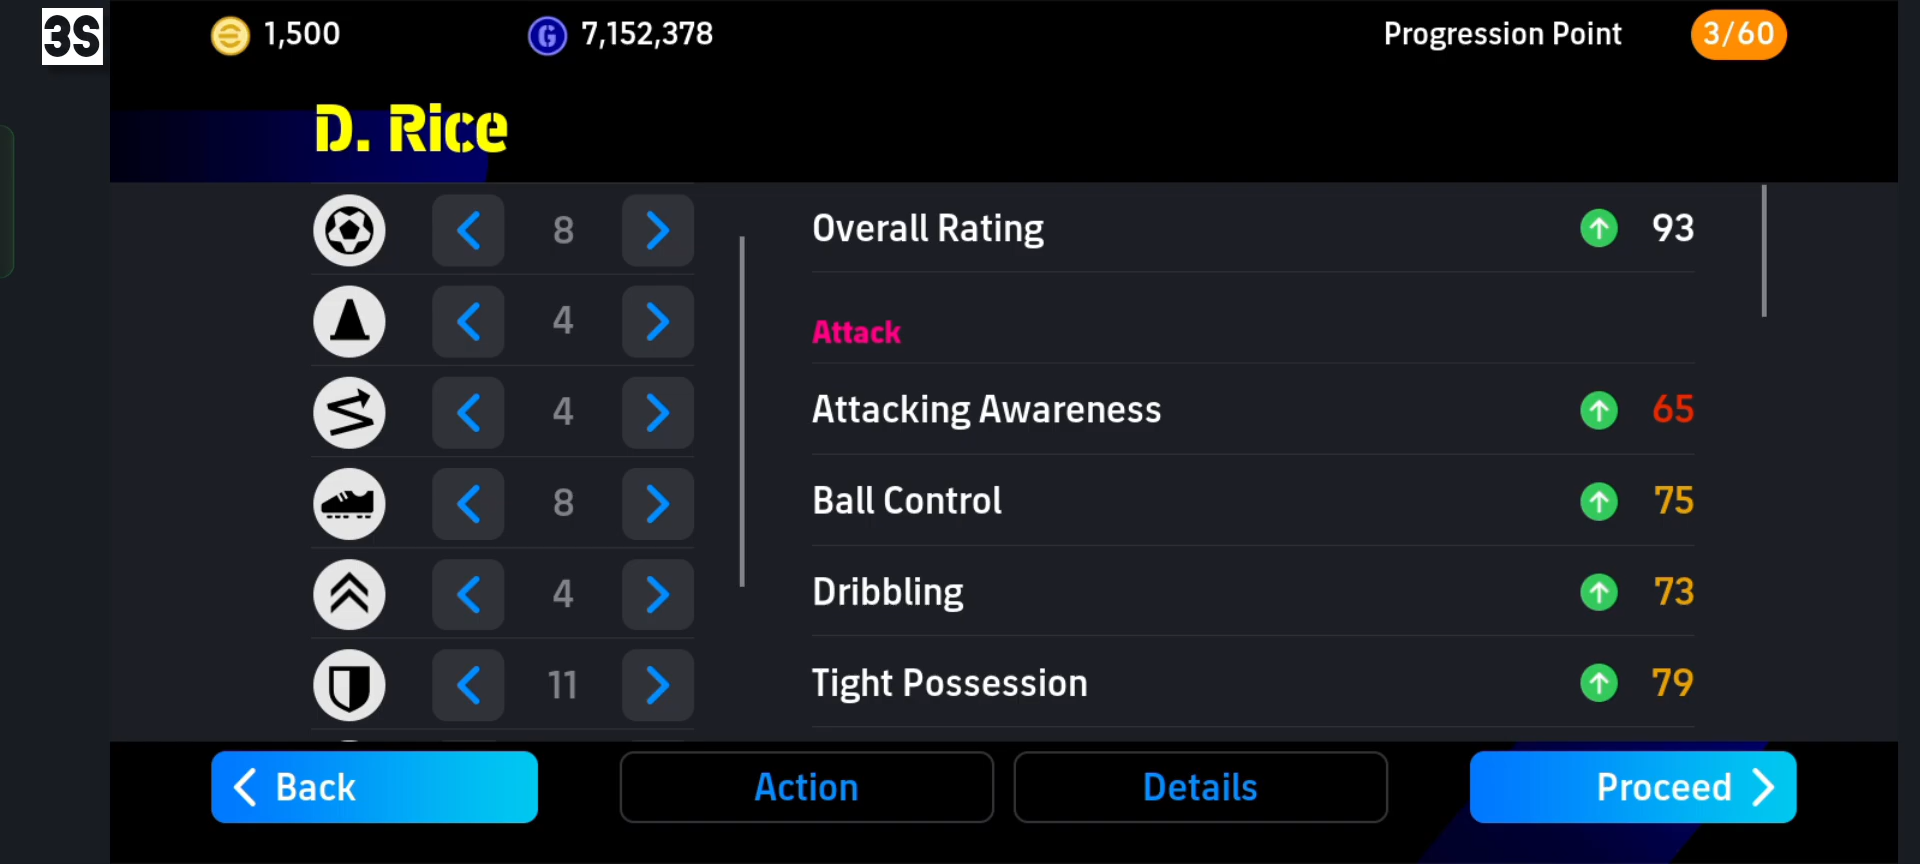 3S
1,500
7,152,378
Progression Point
3/60
D. Rice
8
4
4
8
4
11
Overall Rating 93
Attack
Attacking Awareness 65
Ball Control 75
Dribbling 73
Tight Possession 79
Back
Action
Details
Proceed